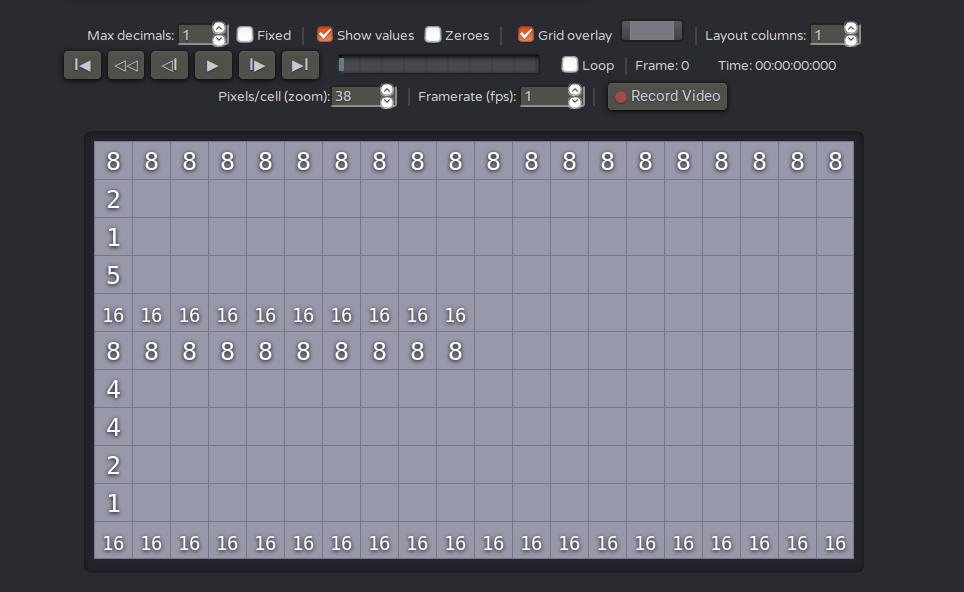 Max decimals: 1 Fixed Show values Zeroes Grid overlay Layout columns: 1
Loop Frame: 0 Time: 00:00:00:000
Pixels/cell (zoom): 38 Framerate (fps): 1 Record Video
8 8 8 8 8 8 8 8 8 8 8 8 8 8 8 8 8 8 8 8
2
1
5
16 16 16 16 16 16 16 16 16 16
8 8 8 8 8 8 8 8 8 8
4
4
2
1
16 16 16 16 16 16 16 16 16 16 16 16 16 16 16 16 16 16 16 16